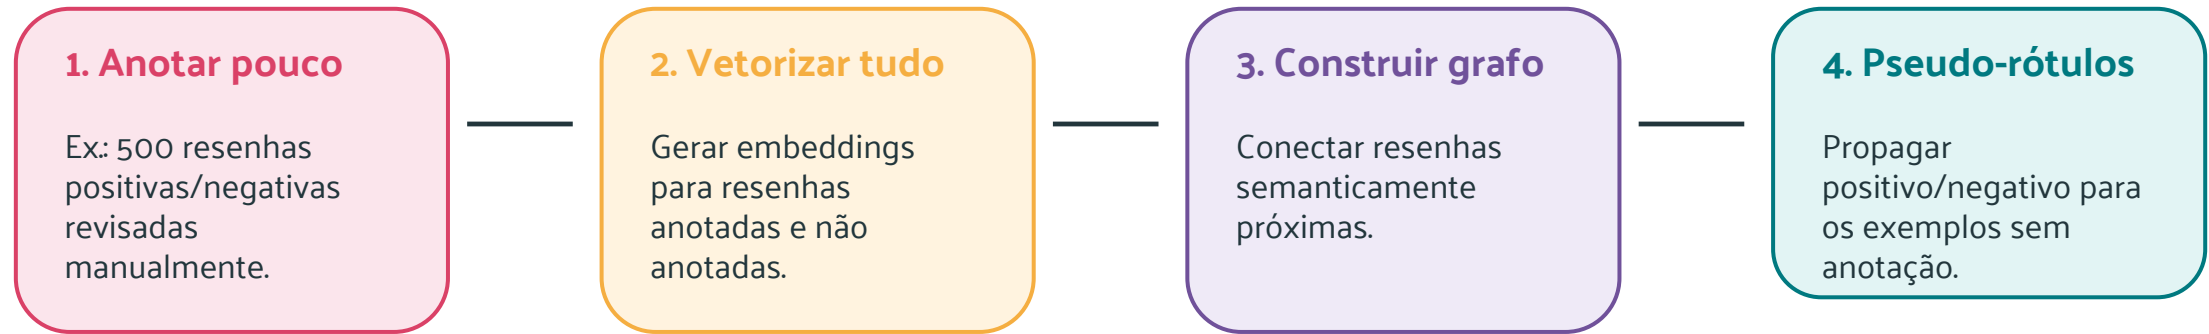 1. Anotar pouco
Ex.: 500 resenhas
positivas/negativas
revisadas
manualmente.
2. Vetorizar tudo
Gerar embeddings
para resenhas
anotadas e não
anotadas.
3. Construir grafo
Conectar resenhas
semanticamente
próximas.
4. Pseudo-rótulos
Propagar
positivo/negativo para
os exemplos sem
anotação.